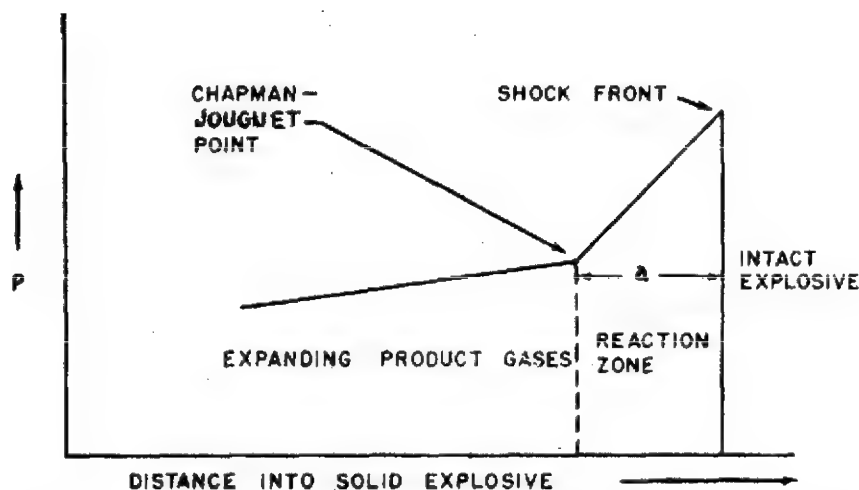 CHAPMAN-
JOUGUET
POINT
SHOCK FRONT
P
a
INTACT
EXPLOSIVE
EXPANDING PRODUCT GASES
REACTION
ZONE
DISTANCE INTO SOLID EXPLOSIVE